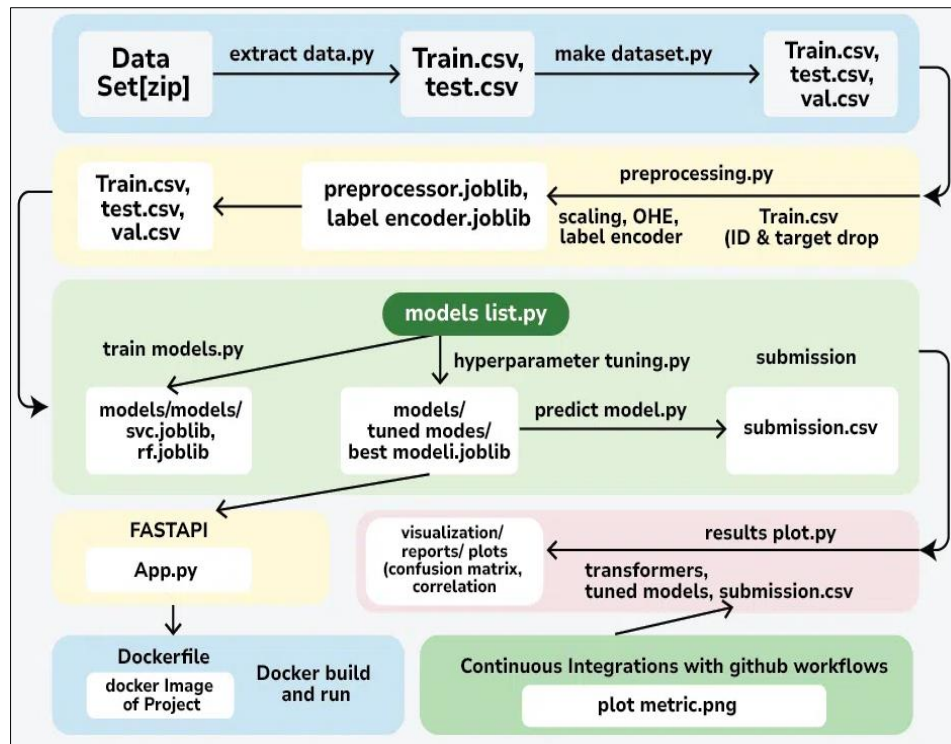 Data
Set[zip]
extract data.py
Train.csv,
test.csv
make dataset.py
Train.csv,
test.csv,
val.csv
Train.csv,
test.csv,
val.csv
preprocessor.joblib,
label encoder.joblib
preprocessing.py
scaling, OHE,
label encoder
Train.csv
(ID & target drop
models list.py
train models.py
hyperparameter tuning.py
submission
models/models/
svc.joblib,
rf.joblib
models/
tuned modes/
best modeli.joblib
predict model.py
submission.csv
FASTAPI
App.py
visualization/
reports/ plots
(confusion matrix,
correlation
results plot.py
transformers,
tuned models, submission.csv
Dockerfile
docker Image
of Project
Docker build
and run
Continuous Integrations with github workflows
plot metric.png